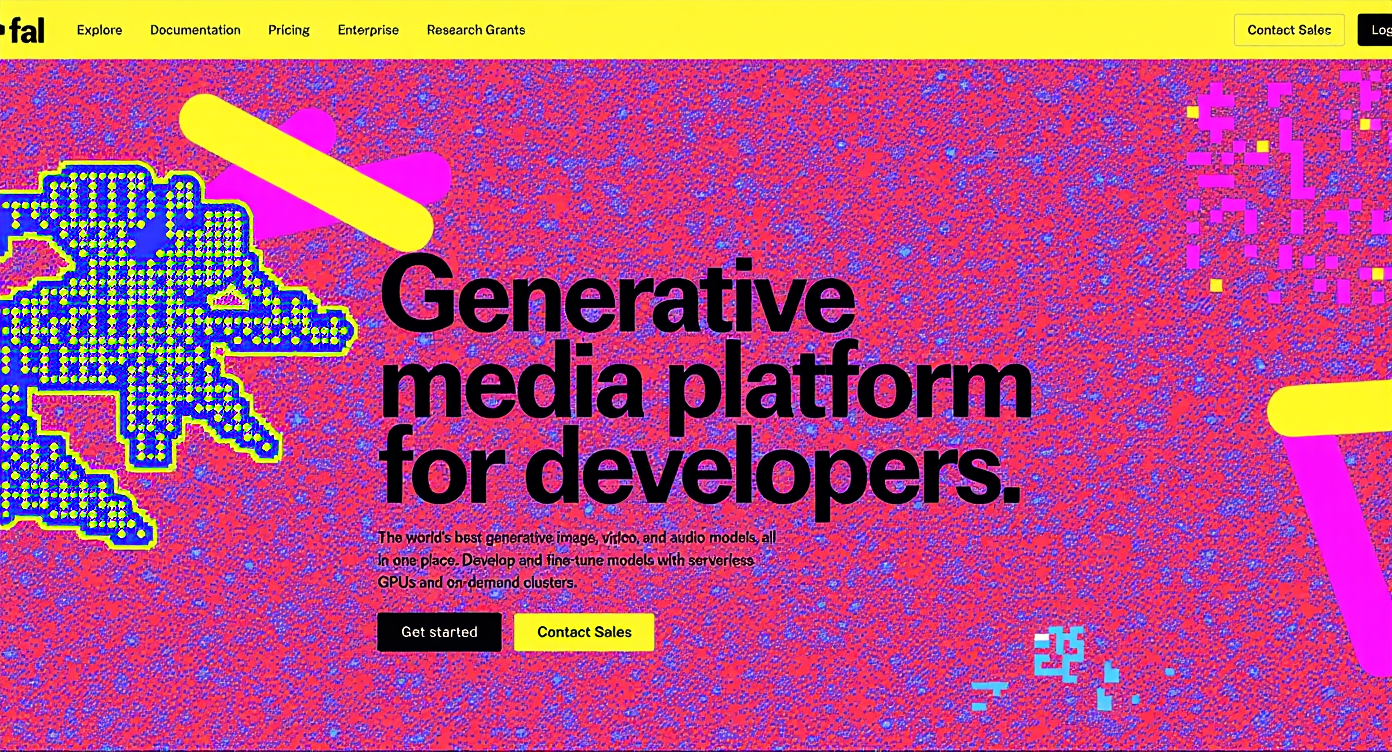 fal
Explore
Documentation
Pricing
Enterprise
Research Grants
Contact Sales
Log
Generative
media platform
for developers.
The world's best generative image, video, and audio models, all
in one place. Develop and fine-tune models with serverless
GPUs and on-demand clusters.
Get started
Contact Sales